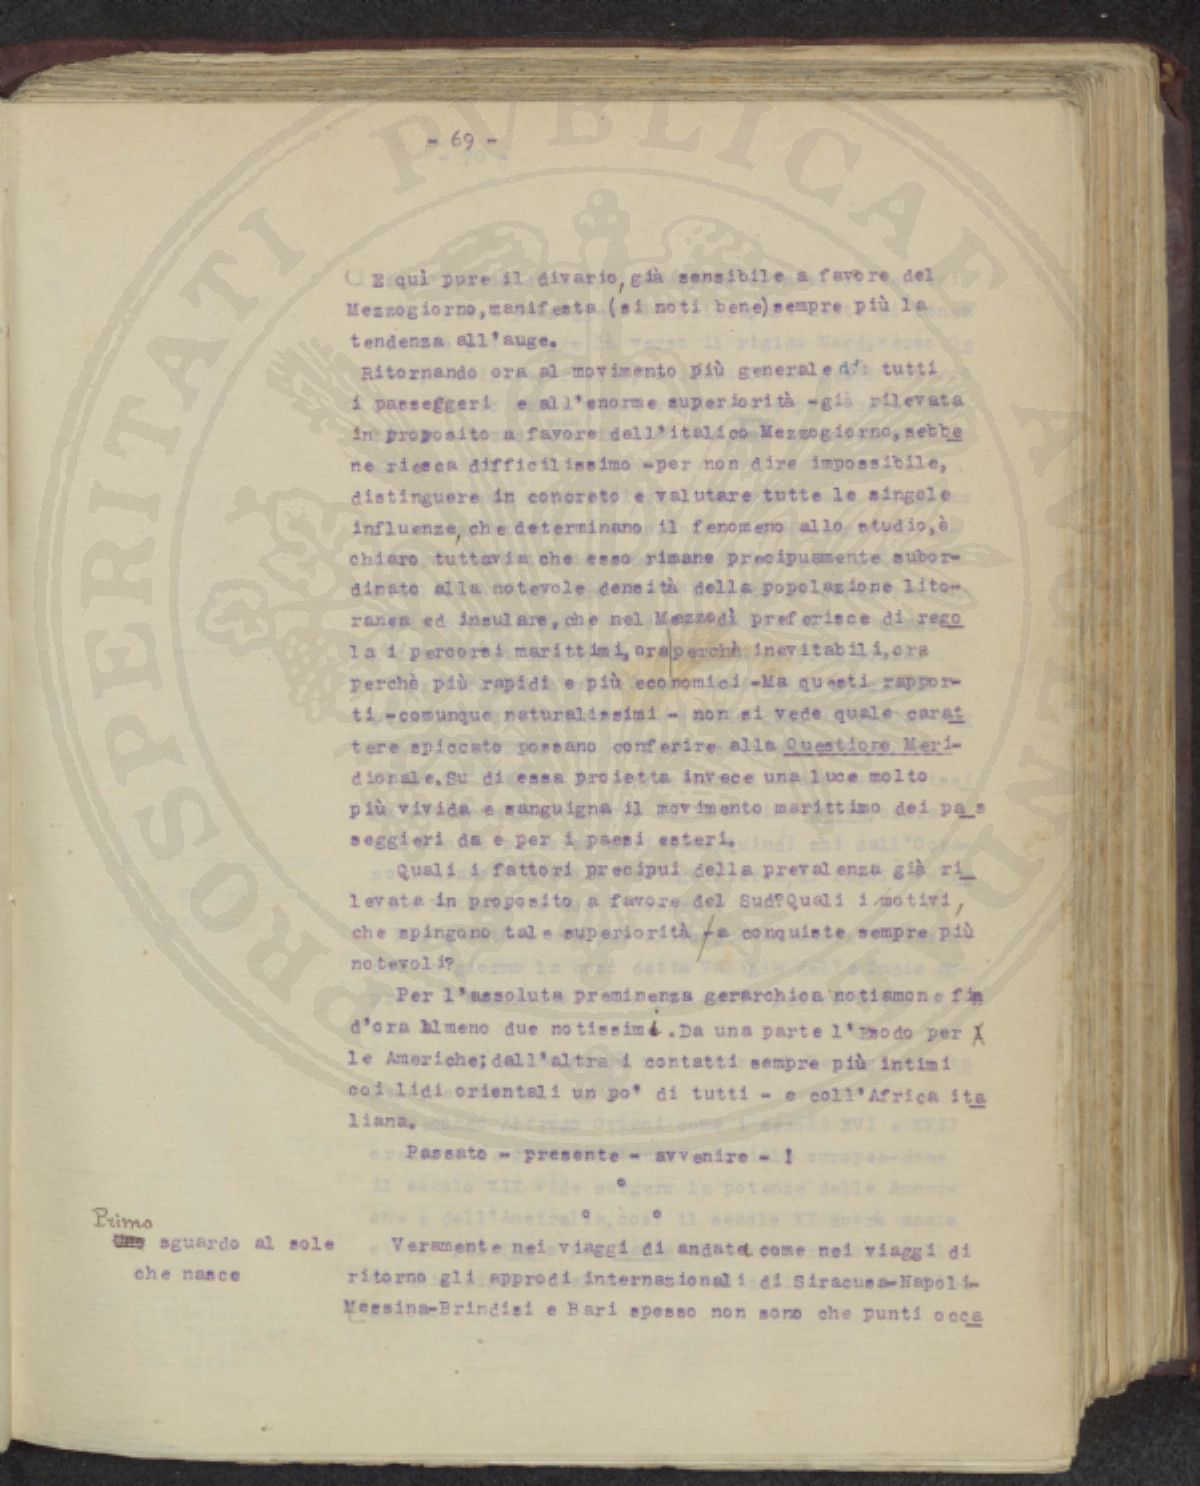 - 69 -
E quì pure il divario, già sensibile a favore del
Mezzogiorno, manifesta (si noti bene) sempre più la
tendenza all'auge.
Ritornando ora al movimento più generale di tutti
i passeggeri e all'enorme superiorità -già rilevata
in proposito a favore dell'italico Mezzogiorno, sebbe
ne riesca difficilissimo -per non dire impossibile,
distinguere in concreto e valutare tutte le singole
influenze, che determinano il fenomeno allo studio, è
chiaro tuttavia che esso rimane precipuamente subor-
dinato alla notevole densità della popolazione lito-
ranea ed insulare, che nel Mezzodì preferisce di rego
la i percorsi marittimi, ora perchè inevitabili, ora
perchè più rapidi e più economici -Ma questi rappor-
ti -comunque naturalissimi - non si vede quale carat
tere spiccato possano conferire alla Questione Meri-
dionale. Su di essa proietta invece una luce molto
più vivida e sanguigna il movimento marittimo dei pas
seggieri da e per i paesi esteri.
Quali i fattori precipui della prevalenza già ri
levata in proposito a favore del Sud? Quali i motivi,
che spingono tale superiorità a conquiste sempre più
notevoli?
Per l'assoluta preminenza gerarchica notiamone fin
d'ora almeno due notissimi. Da una parte l'Esodo per
le Americhe; dall'altra i contatti sempre più intimi
coi lidi orientali un po' di tutti - e coll'Africa ita
liana.
Passato - presente - avvenire - !
°
° °
Primo
sguardo al sole
che nasce
Veramente nei viaggi di andata come nei viaggi di
ritorno gli approdi internazionali di Siracusa-Napoli-
Messina-Brindisi e Bari spesso non sono che punti occa
PROSPERITATI PUBLICAE AUGENDAE